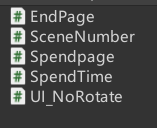 EndPage
SceneNumber
Spendpage
SpendTime
UI_NoRotate